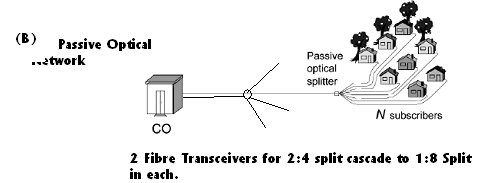 (B) Passive Optical
Network
Passive
optical
splitter
CO
N subscribers
2 Fibre Transceivers for 2:4 split cascade to 1:8 Split
in each.